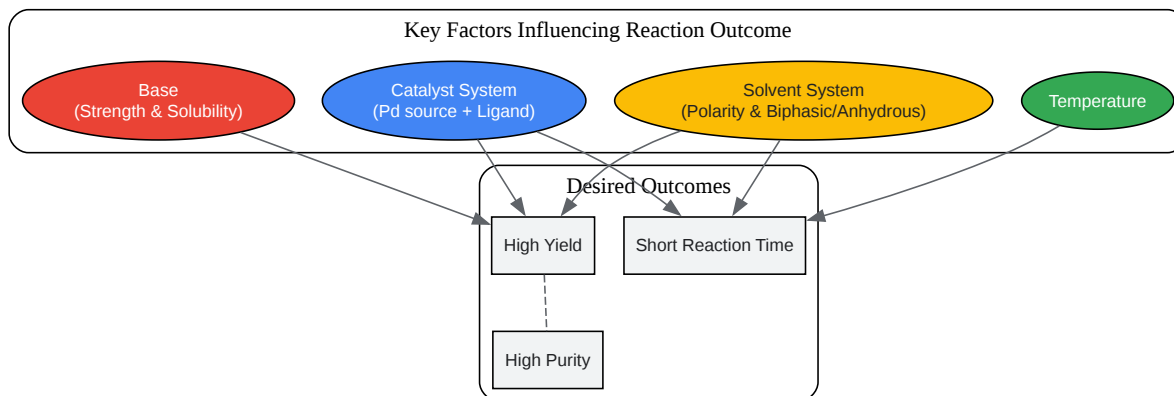 Key Factors Influencing Reaction Outcome
Base
(Strength & Solubility)
Catalyst System
(Pd source + Ligand)
Solvent System
(Polarity & Biphasic/Anhydrous)
Temperature
Desired Outcomes
High Yield
Short Reaction Time
High Purity